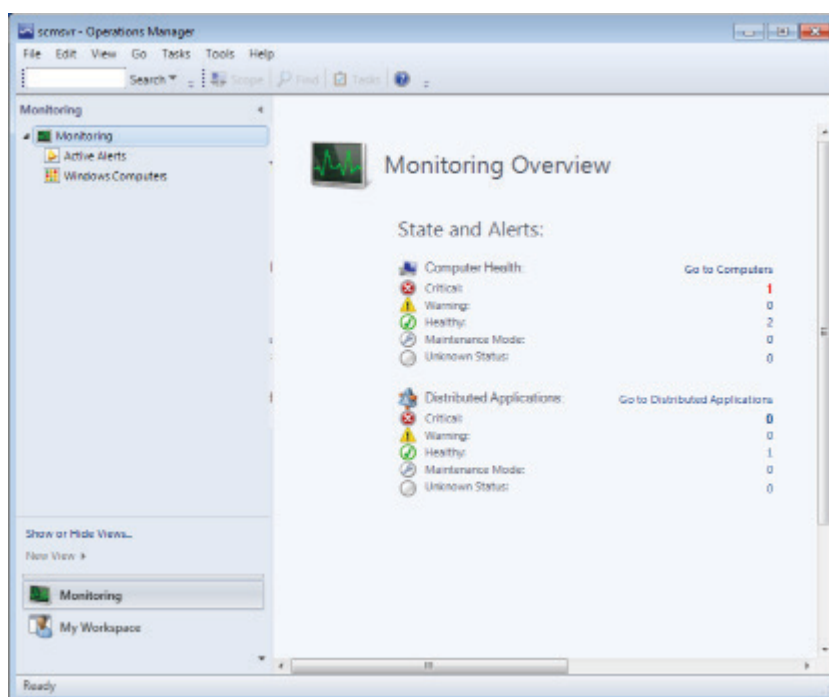 scmsvr - Operations Manager
File Edit View Go Tasks Tools Help
Search Scope Find Tasks
Monitoring
Monitoring
Active Alerts
Windows Computers
Show or Hide Views...
New View
Monitoring
My Workspace
Monitoring Overview
State and Alerts:
Computer Health: Go to Computers
Critical: 1
Warning: 0
Healthy: 2
Maintenance Mode: 0
Unknown Status: 0
Distributed Applications: Go to Distributed Applications
Critical: 0
Warning: 0
Healthy: 1
Maintenance Mode: 0
Unknown Status: 0
Ready